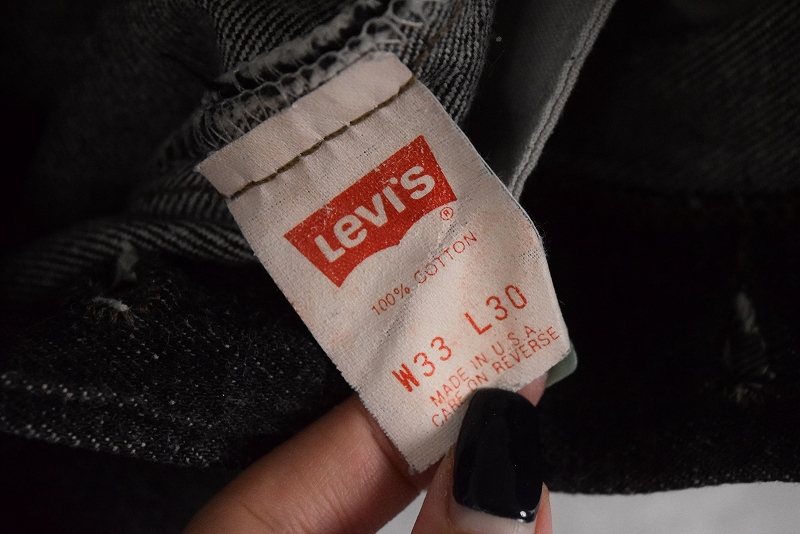 Levi's ®
100% COTTON
W33 L30
MADE IN U.S.A.
CARE ON REVERSE